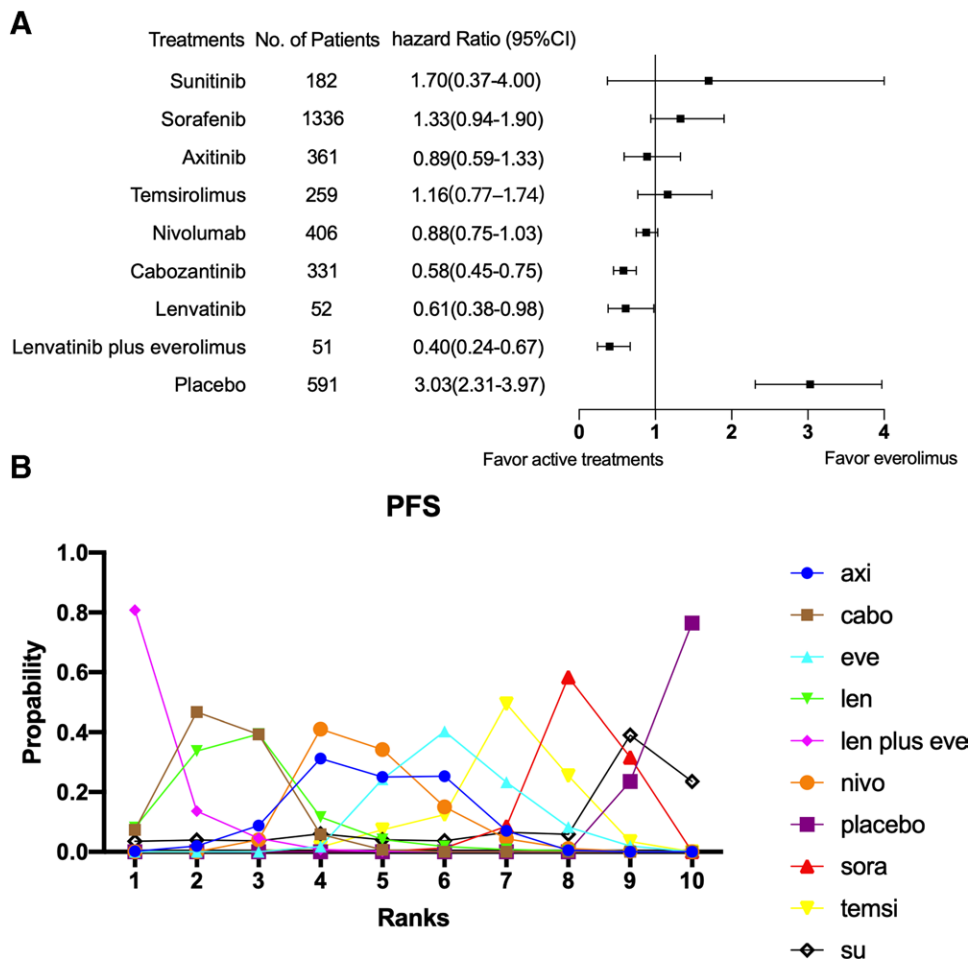 A
Treatments No. of Patients hazard Ratio (95%CI)
Sunitinib 182 1.70(0.37-4.00)
Sorafenib 1336 1.33(0.94-1.90)
Axitinib 361 0.89(0.59-1.33)
Temsirolimus 259 1.16(0.77–1.74)
Nivolumab 406 0.88(0.75-1.03)
Cabozantinib 331 0.58(0.45-0.75)
Lenvatinib 52 0.61(0.38-0.98)
Lenvatinib plus everolimus 51 0.40(0.24-0.67)
Placebo 591 3.03(2.31-3.97)
0 1 2 3 4
Favor active treatments Favor everolimus
B
PFS
1.0
0.8
0.6
0.4
0.2
0.0
Propability
1 2 3 4 5 6 7 8 9 10
Ranks
axi
cabo
eve
len
len plus eve
nivo
placebo
sora
temsi
su